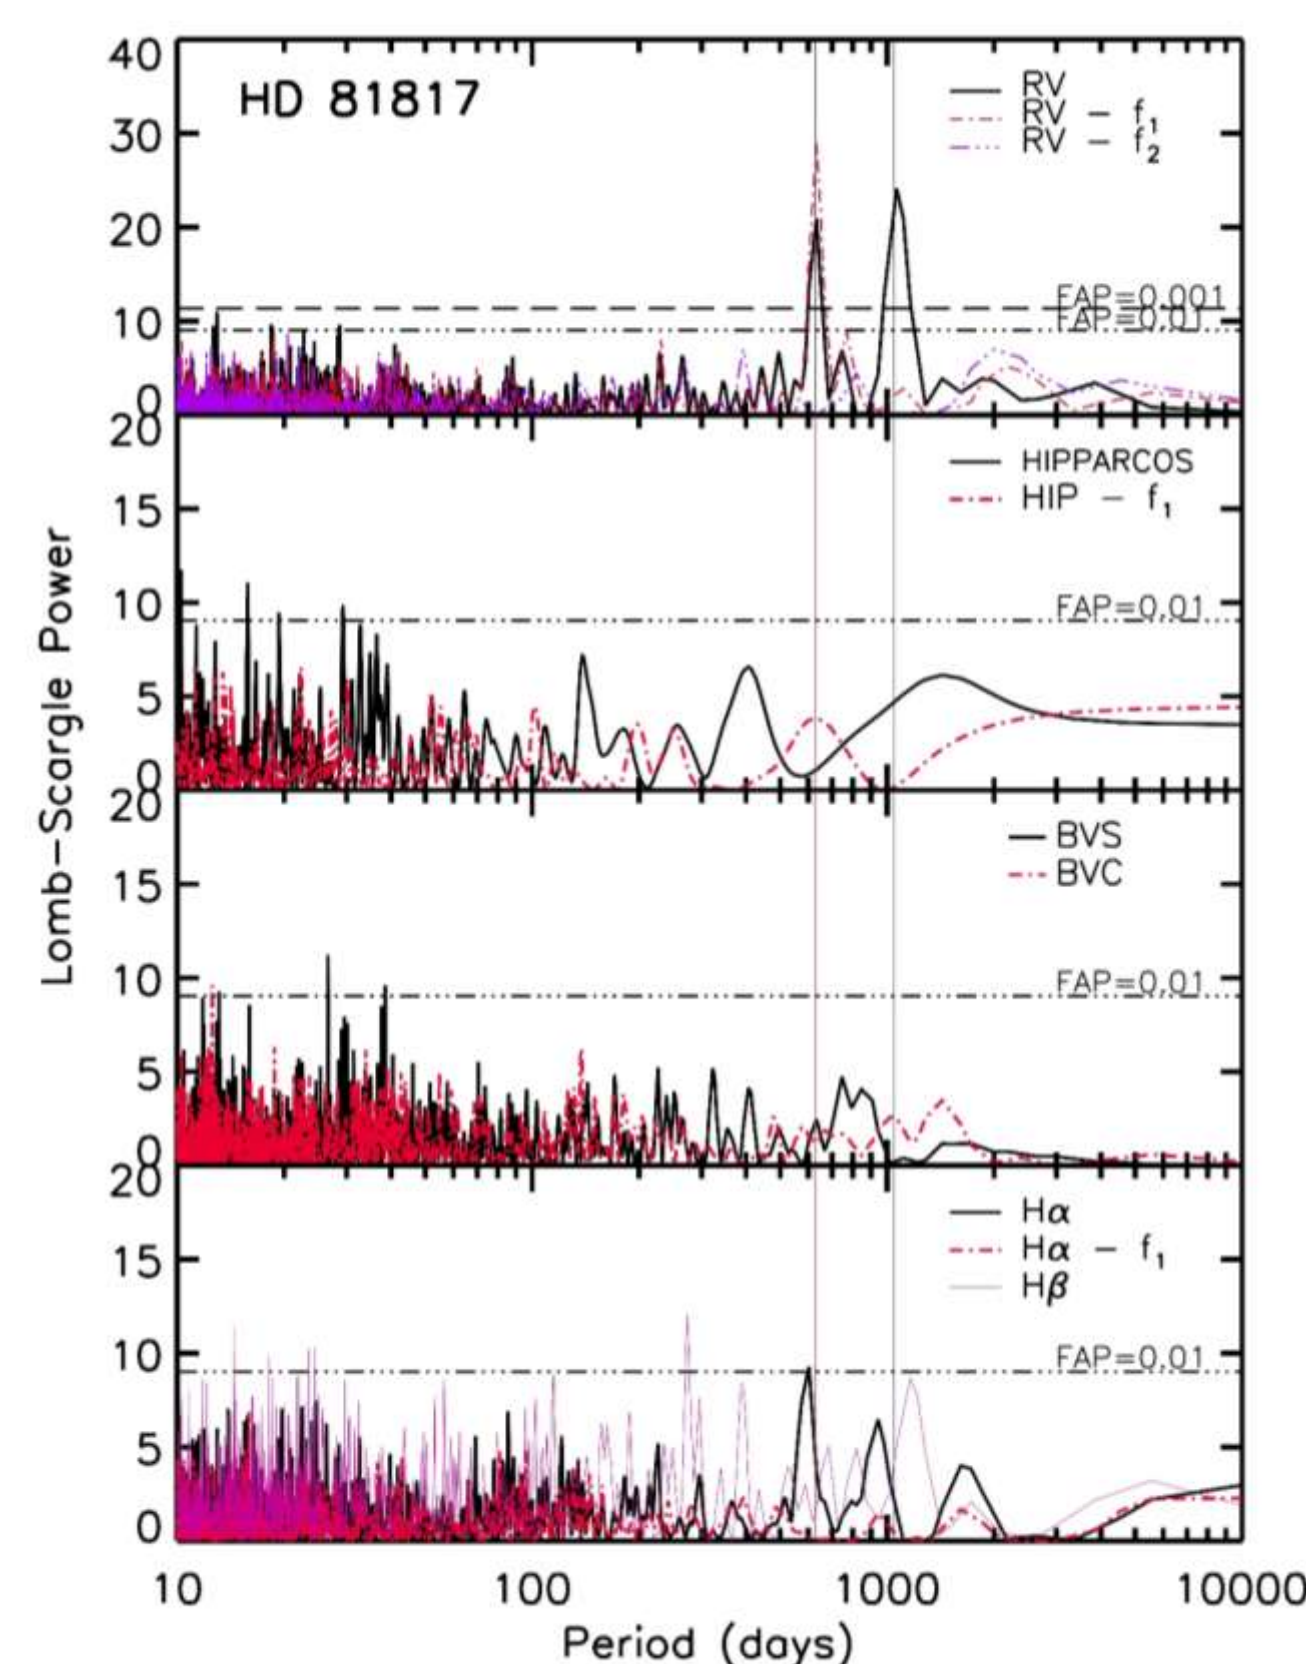 40
HD 81817
RV
RV - f₁
RV - f₂
30
20
10
0
FAP=0.001
FAP=0.01
20
HIPPARCOS
HIP - f₁
15
10
5
0
FAP=0.01
20
BVS
BVC
15
10
5
0
FAP=0.01
20
Hα
Hα - f₁
Hβ
15
10
5
0
FAP=0.01
Lomb-Scargle Power
10 100 1000 10000
Period (days)